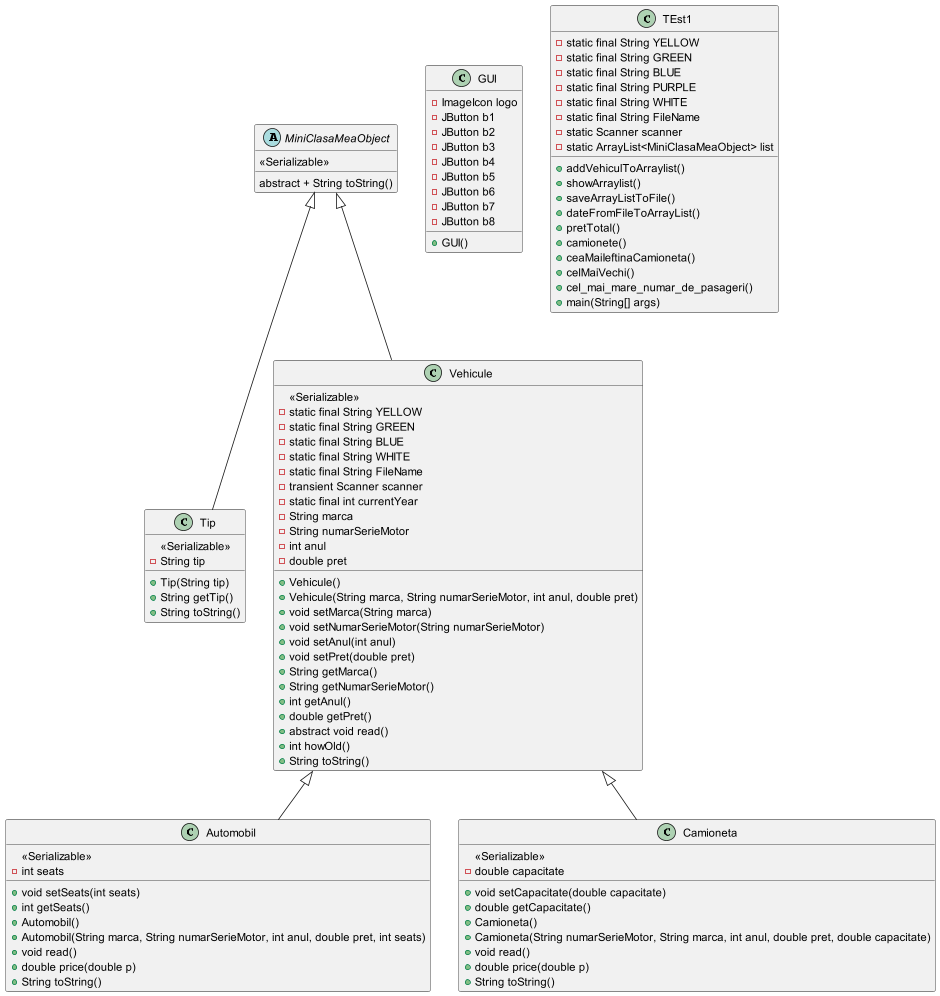 TEst1
static final String YELLOW
static final String GREEN
static final String BLUE
static final String PURPLE
static final String WHITE
static final String FileName
static Scanner scanner
static ArrayList<MiniClasaMeaObject> list
addVehiculToArraylist()
showArraylist()
saveArrayListToFile()
dateFromFileToArrayList()
pretTotal()
camionete()
ceaMaileftinaCamioneta()
celMaiVechi()
cel_mai_mare_numar_de_pasageri()
main(String[] args)
GUI
ImageIcon logo
JButton b1
JButton b2
JButton b3
JButton b4
JButton b5
JButton b6
JButton b7
JButton b8
GUI()
MiniClasaMeaObject
«Serializable»
abstract + String toString()
Vehicule
«Serializable»
static final String YELLOW
static final String GREEN
static final String BLUE
static final String WHITE
static final String FileName
transient Scanner scanner
static final int currentYear
String marca
String numarSerieMotor
int anul
double pret
Vehicule()
Vehicule(String marca, String numarSerieMotor, int anul, double pret)
void setMarca(String marca)
void setNumarSerieMotor(String numarSerieMotor)
void setAnul(int anul)
void setPret(double pret)
String getMarca()
String getNumarSerieMotor()
int getAnul()
double getPret()
abstract void read()
int howOld()
String toString()
Tip
«Serializable»
String tip
Tip(String tip)
String getTip()
String toString()
Automobil
«Serializable»
int seats
void setSeats(int seats)
int getSeats()
Automobil()
Automobil(String marca, String numarSerieMotor, int anul, double pret, int seats)
void read()
double price(double p)
String toString()
Camioneta
«Serializable»
double capacitate
void setCapacitate(double capacitate)
double getCapacitate()
Camioneta()
Camioneta(String numarSerieMotor, String marca, int anul, double pret, double capacitate)
void read()
double price(double p)
String toString()